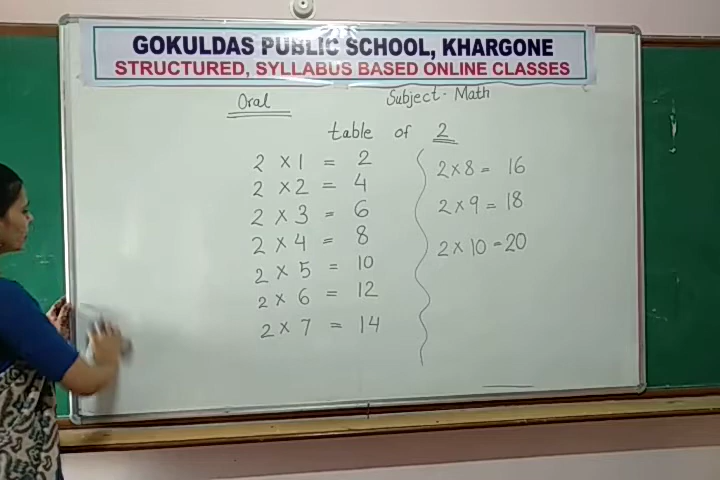 GOKULDAS PUBLIC SCHOOL, KHARGONE
STRUCTURED, SYLLABUS BASED ONLINE CLASSES
Oral
Subject. Math
table of 2
2 × 1 = 2
2 × 2 = 4
2 × 3 = 6
2 × 4 = 8
2 × 5 = 10
2 × 6 = 12
2 × 7 = 14
2 × 8 = 16
2 × 9 = 18
2 × 10 = 20